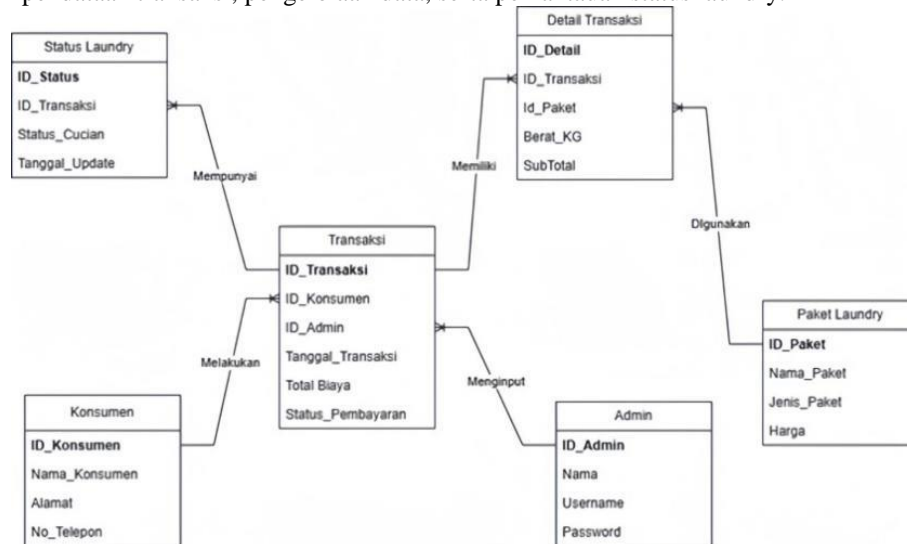 Status Laundry
ID_Status
ID_Transaksi
Status_Cucian
Tanggal_Update
Mempunyai
Detail Transaksi
ID_Detail
ID_Transaksi
Id_Paket
Berat_KG
SubTotal
Memiliki
DIgunakan
Transaksi
ID_Transaksi
ID_Konsumen
ID_Admin
Tanggal_Transaksi
Total Biaya
Status_Pembayaran
Melakukan
Menginput
Paket Laundry
ID_Paket
Nama_Paket
Jenis_Paket
Harga
Konsumen
ID_Konsumen
Nama_Konsumen
Alamat
No_Telepon
Admin
ID_Admin
Nama
Username
Password